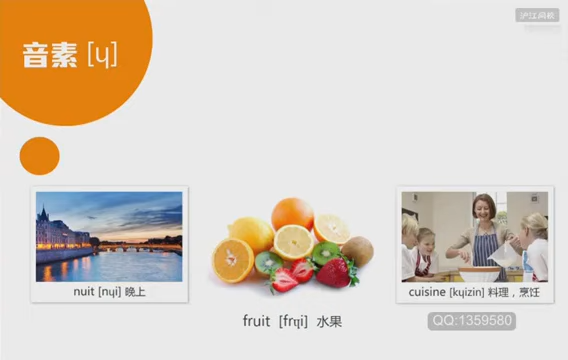 沪江网校
音素 [ɥ]
nuit [nɥi] 晚上
fruit [frɥi] 水果
cuisine [kɥizin] 料理，烹饪
QQ:1359580